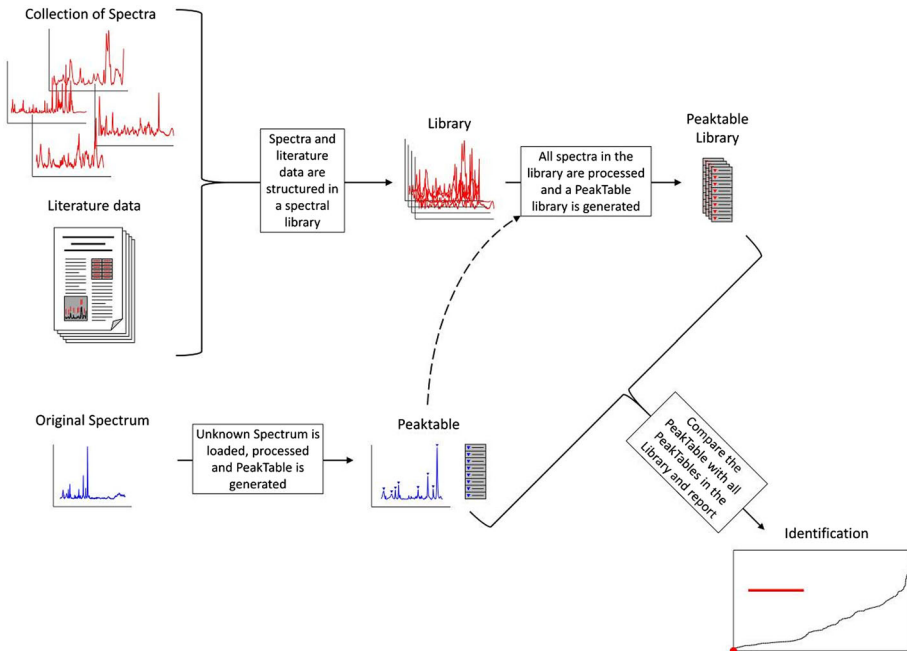 Collection of Spectra
Literature data
Spectra and
literature
data are
structured in
a spectral
library
Library
All spectra in the
library are processed
and a PeakTable
library is generated
Peaktable
Library
Original Spectrum
Unknown Spectrum is
loaded, processed
and PeakTable is
generated
Peaktable
Compare the
PeakTable with all
PeakTables in the
Library and report
Identification